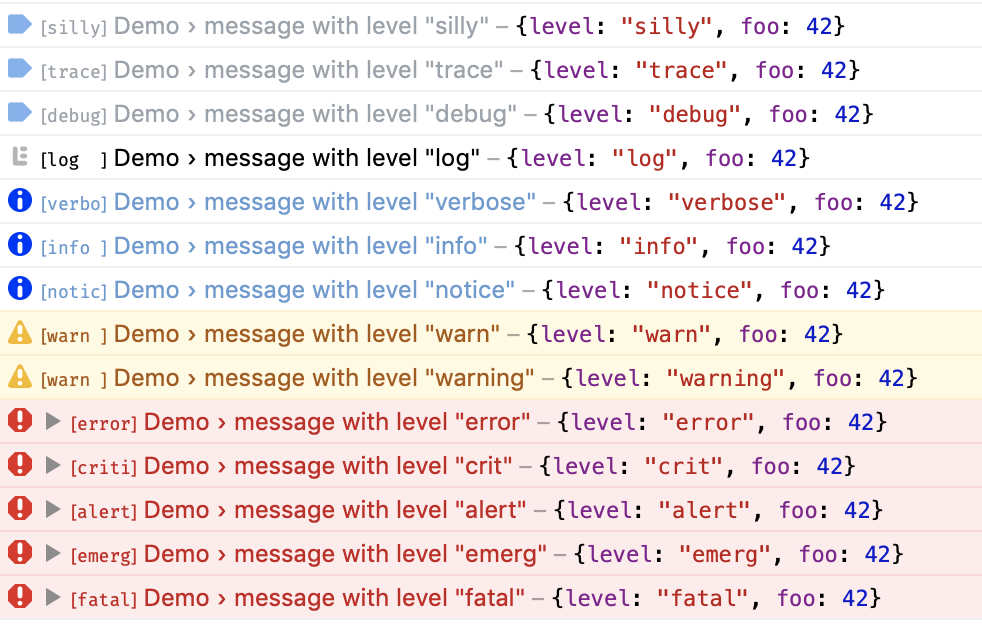 [silly] Demo › message with level "silly" – {level: "silly", foo: 42}
[trace] Demo › message with level "trace" – {level: "trace", foo: 42}
[debug] Demo › message with level "debug" – {level: "debug", foo: 42}
[log  ] Demo › message with level "log" – {level: "log", foo: 42}
[verbo] Demo › message with level "verbose" – {level: "verbose", foo: 42}
[info ] Demo › message with level "info" – {level: "info", foo: 42}
[notic] Demo › message with level "notice" – {level: "notice", foo: 42}
[warn ] Demo › message with level "warn" – {level: "warn", foo: 42}
[warn ] Demo › message with level "warning" – {level: "warning", foo: 42}
[error] Demo › message with level "error" – {level: "error", foo: 42}
[criti] Demo › message with level "crit" – {level: "crit", foo: 42}
[alert] Demo › message with level "alert" – {level: "alert", foo: 42}
[emerg] Demo › message with level "emerg" – {level: "emerg", foo: 42}
[fatal] Demo › message with level "fatal" – {level: "fatal", foo: 42}